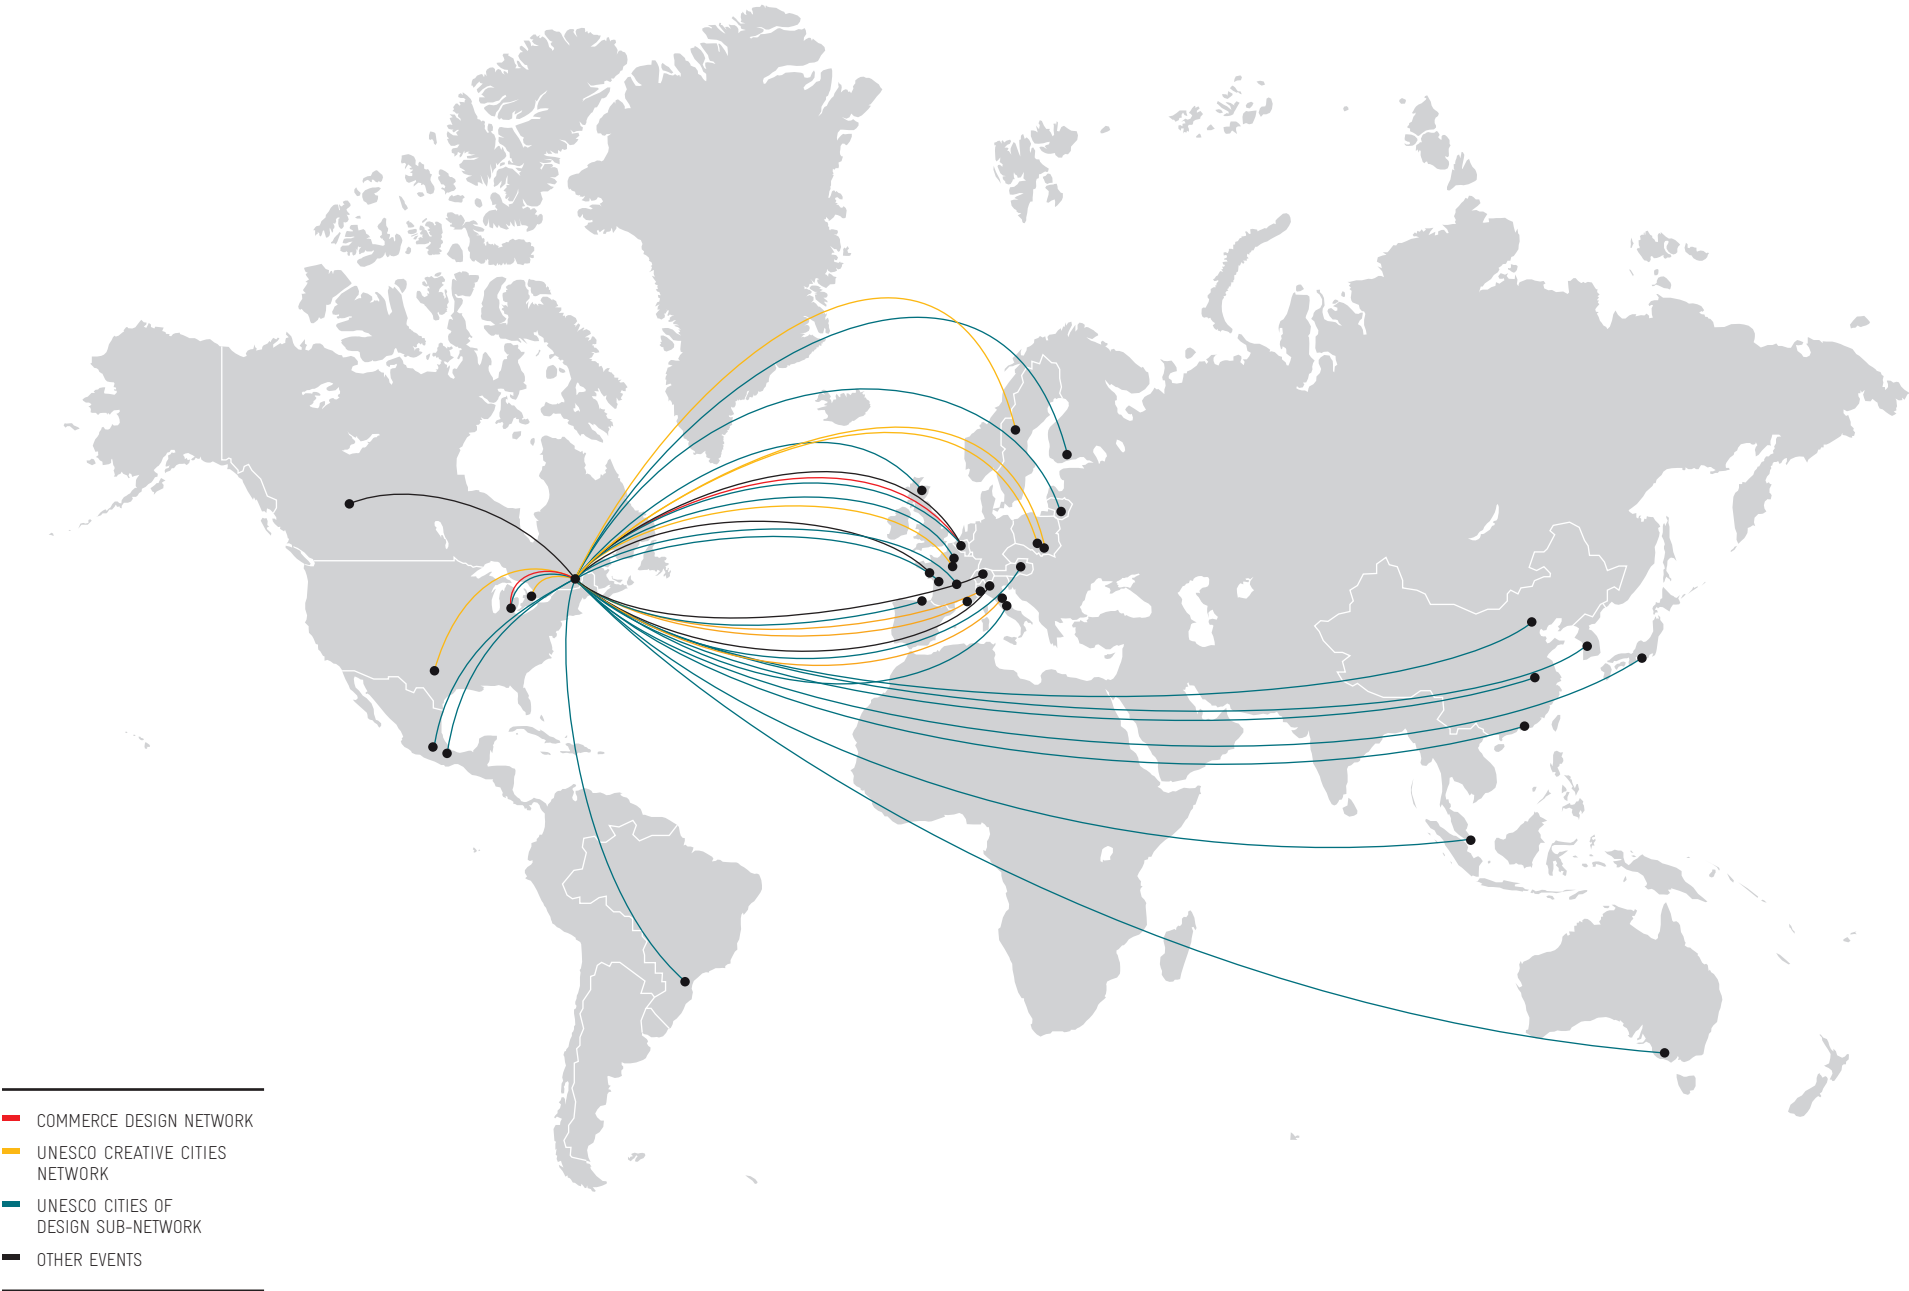 COMMERCE DESIGN NETWORK
UNESCO CREATIVE CITIES
NETWORK
UNESCO CITIES OF
DESIGN SUB-NETWORK
OTHER EVENTS